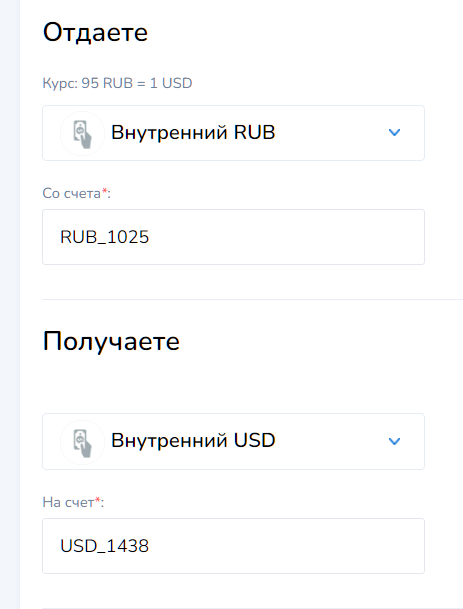 Отдаете
Курс: 95 RUB = 1 USD
Внутренний RUB
Со счета*:
RUB_1025
Получаете
Внутренний USD
На счет*:
USD_1438